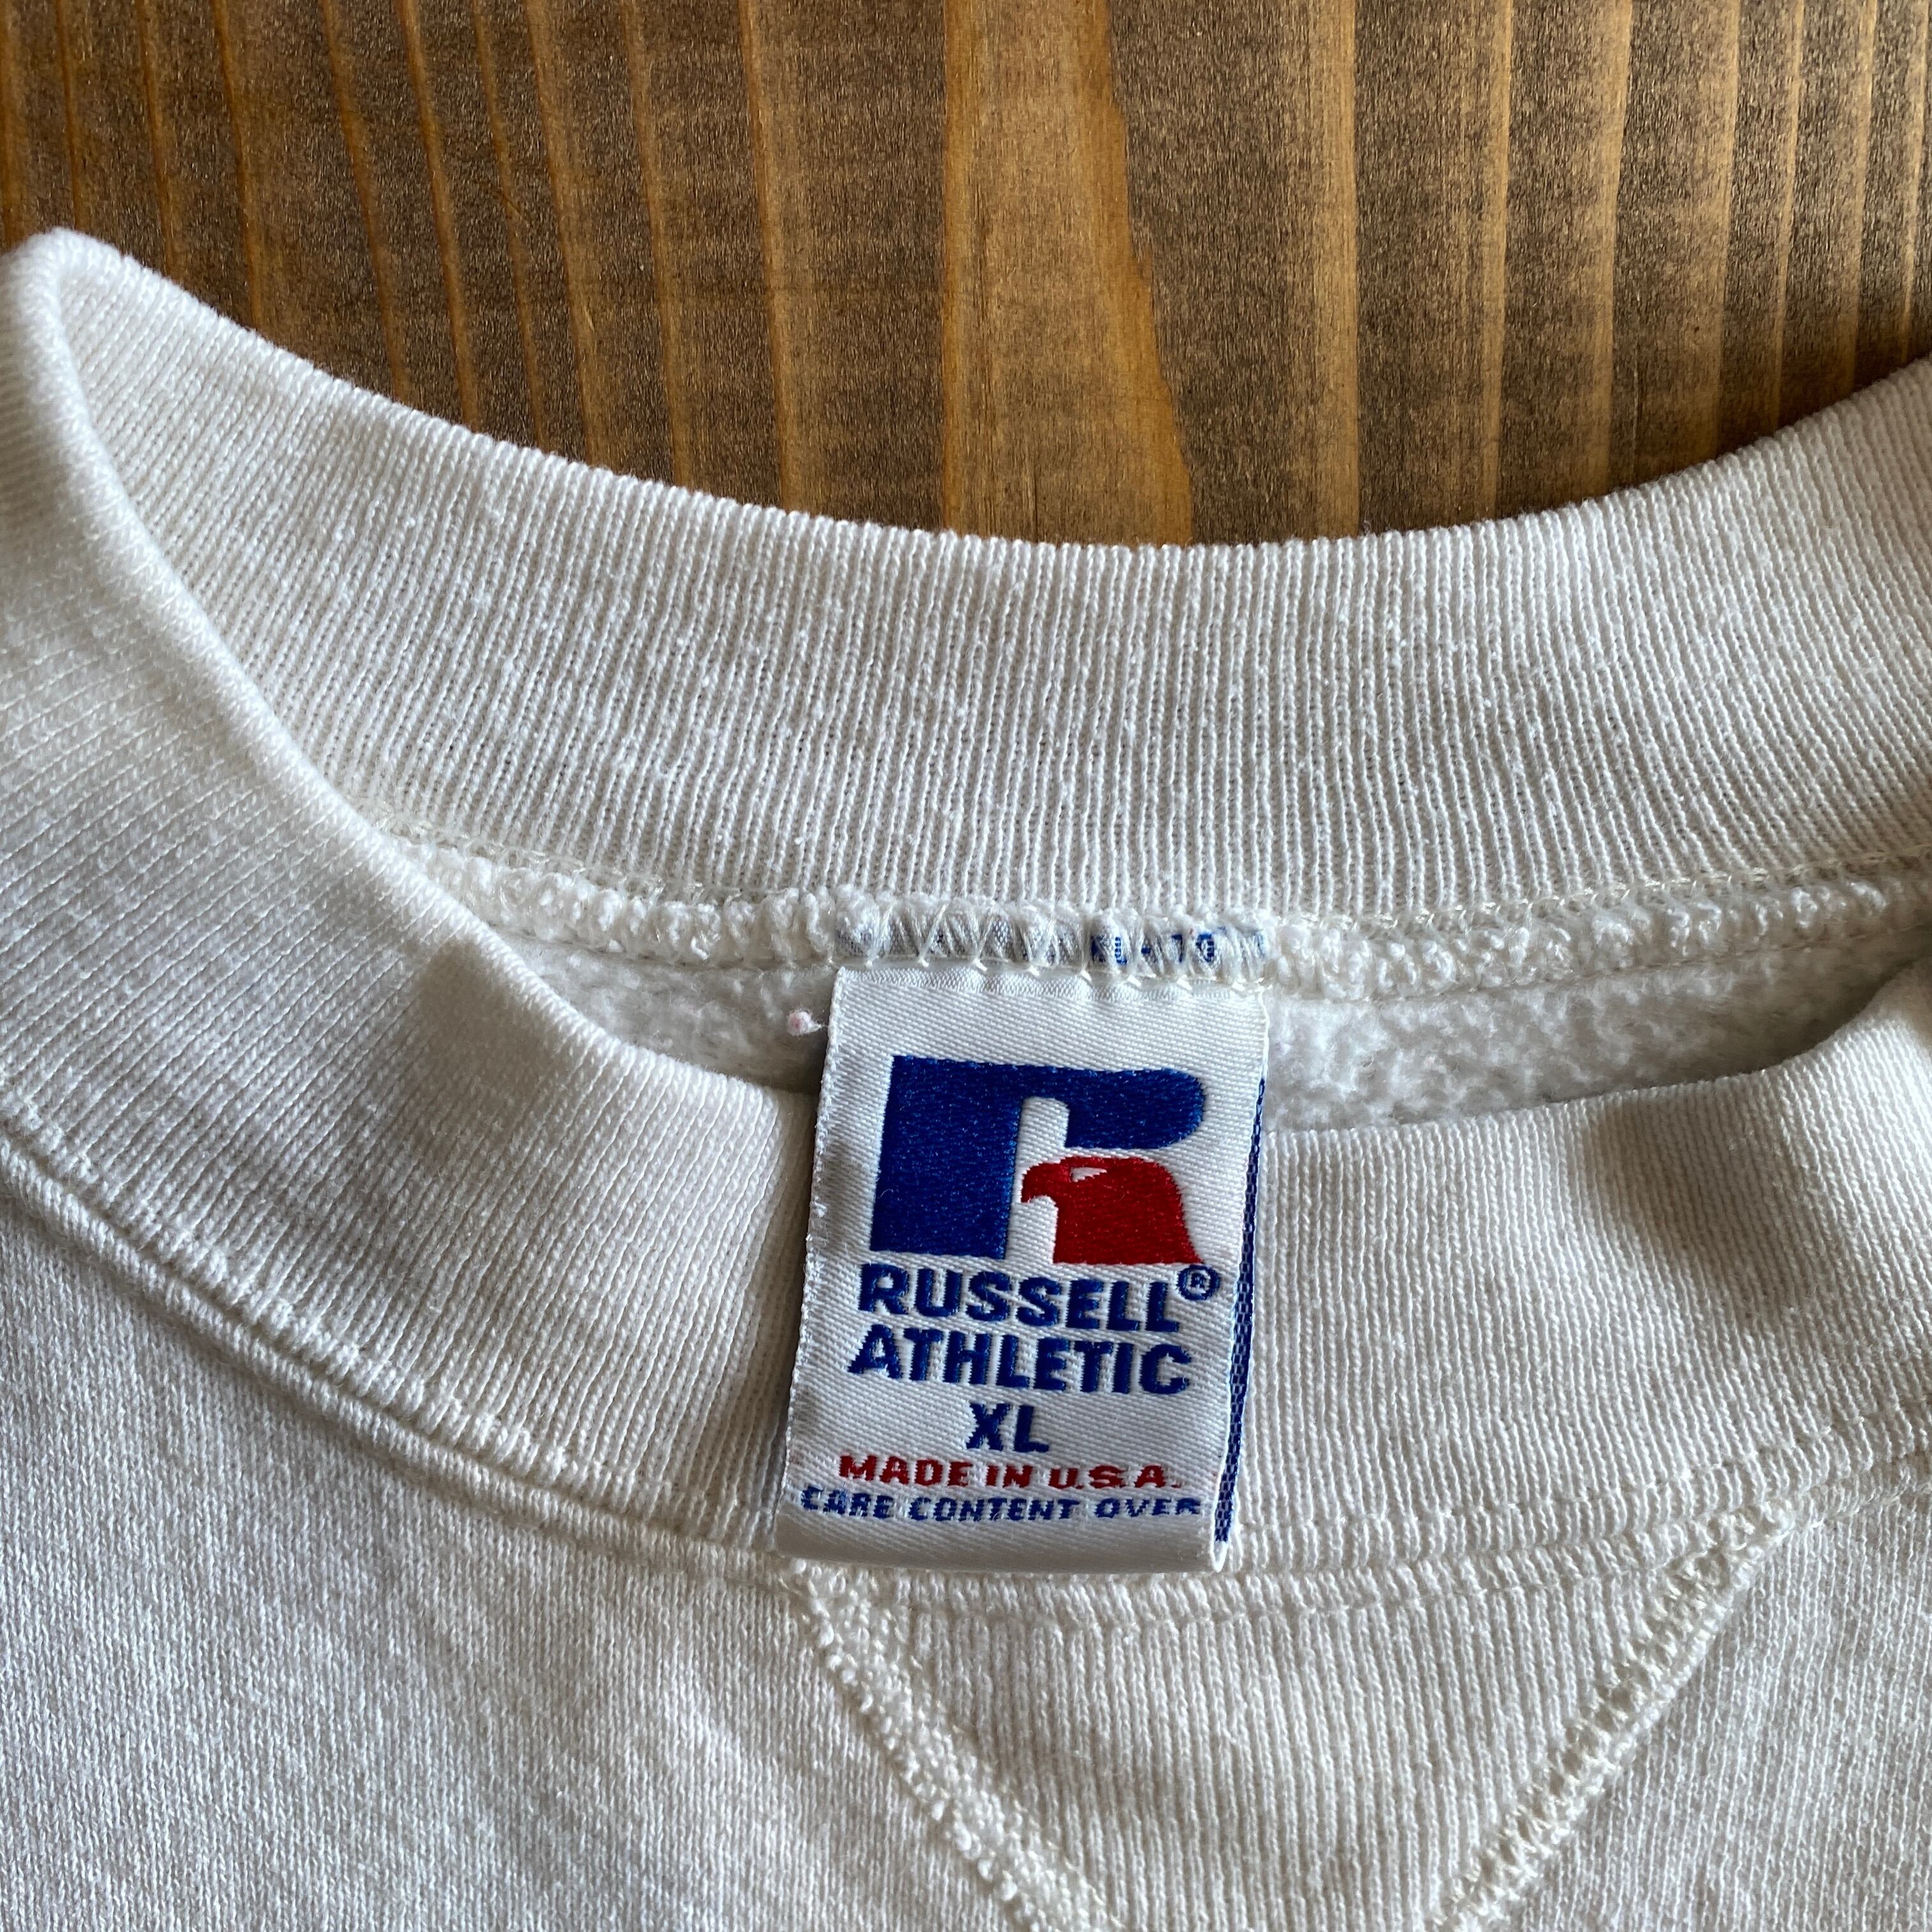 RUSSELL®
ATHLETIC
XL
MADE IN U.S.A.
CARE CONTENT OVER